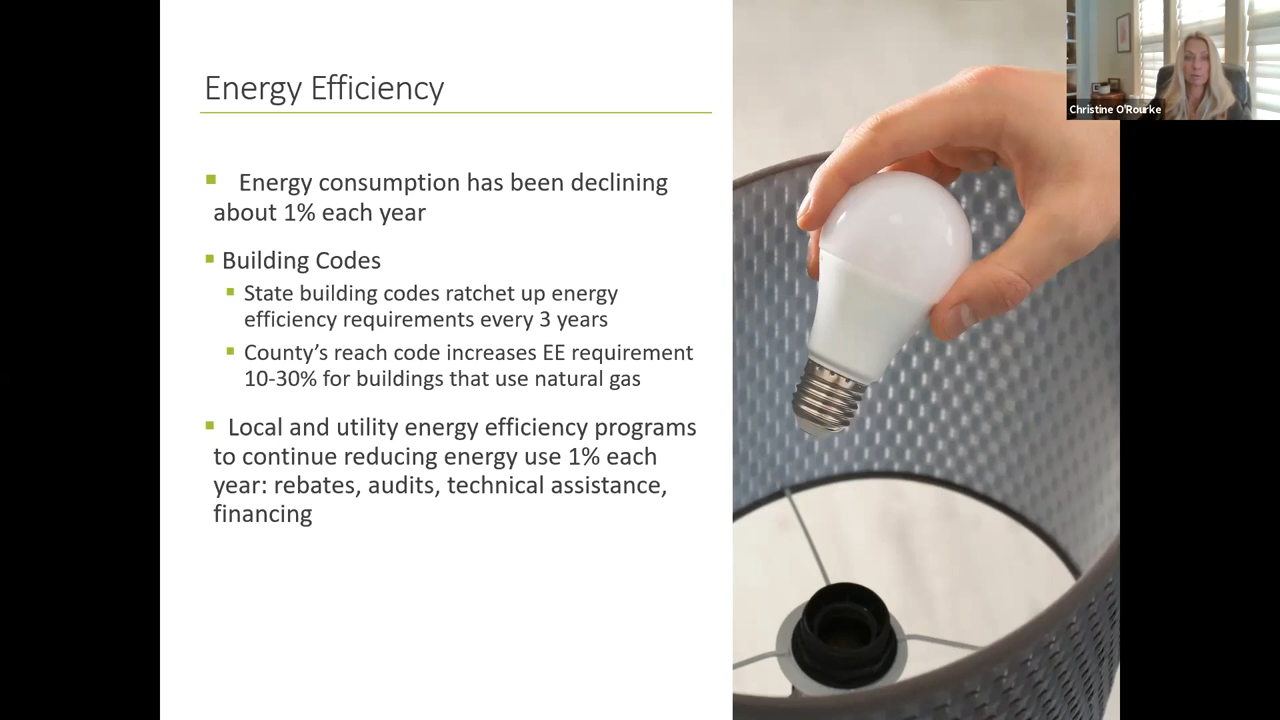 Energy Efficiency
▪ Energy consumption has been declining
about 1% each year
▪ Building Codes
▪ State building codes ratchet up energy
efficiency requirements every 3 years
▪ County’s reach code increases EE requirement
10-30% for buildings that use natural gas
▪ Local and utility energy efficiency programs
to continue reducing energy use 1% each
year: rebates, audits, technical assistance,
financing
Christine O'Rourke